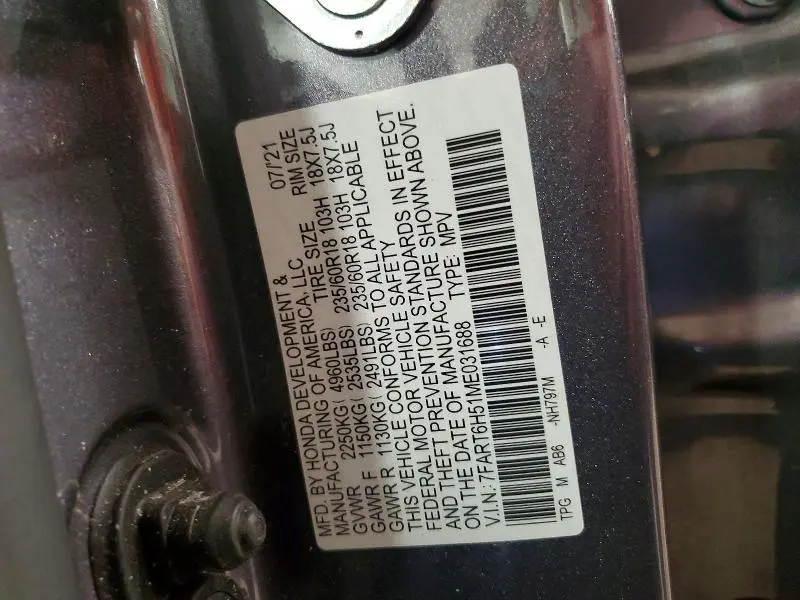 MFD. BY HONDA DEVELOPMENT &
MANUFACTURING OF AMERICA, LLC 07/'21
GVWR 2250KG( 4960LBS) TIRE SIZE RIM SIZE
GAWR F 1150KG( 2535LBS) 235/60R18 103H 18X7.5J
GAWR R 1130KG( 2491LBS) 235/60R18 103H 18X7.5J
THIS VEHICLE CONFORMS TO ALL APPLICABLE
FEDERAL MOTOR VEHICLE SAFETY
AND THEFT PREVENTION STANDARDS IN EFFECT
ON THE DATE OF MANUFACTURE SHOWN ABOVE.
V.I.N.: 7FART6H51ME031688 TYPE: MPV
TPG M AB6 -NH797M -A -E